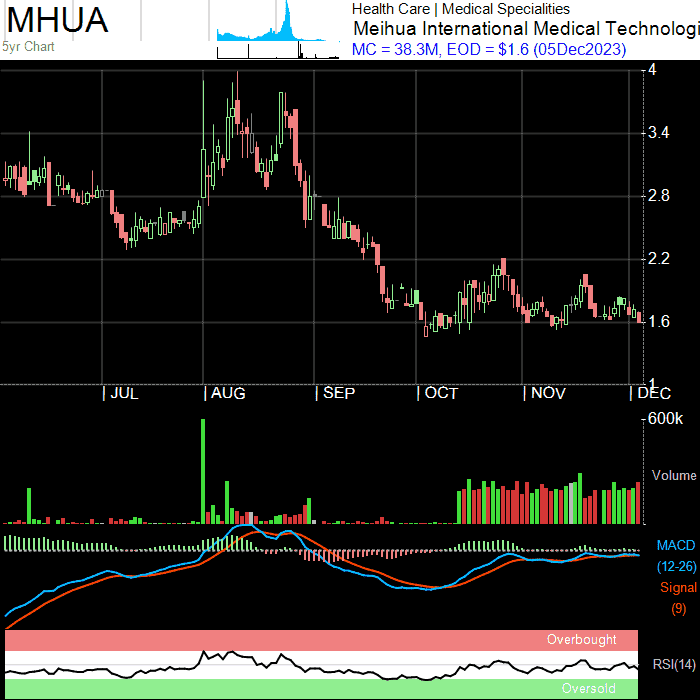 MHUA
Health Care | Medical Specialities
Meihua International Medical Technologi
5yr Chart
MC = 38.3M, EOD = $1.6 (05Dec2023)
4
3.4
2.8
2.2
1.6
1
| JUL | AUG | SEP | OCT | NOV | DEC
600k
Volume
MACD
(12-26)
Signal
(9)
Overbought
RSI(14)
Oversold